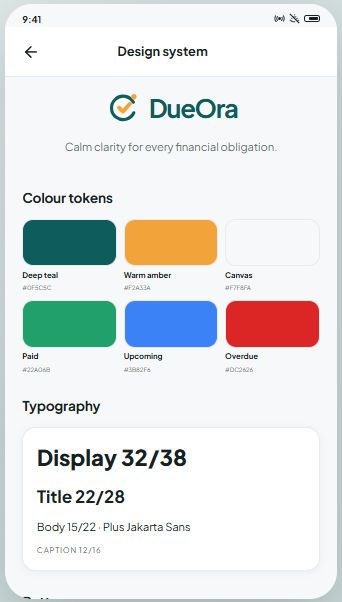 9:41
Design system
DueOra
Calm clarity for every financial obligation.
Colour tokens
Deep teal
#0F5C5C
Warm amber
#F2A33A
Canvas
#F7F8FA
Paid
#22A06B
Upcoming
#3B82F6
Overdue
#DC2626
Typography
Display 32/38
Title 22/28
Body 15/22 · Plus Jakarta Sans
CAPTION 12/16